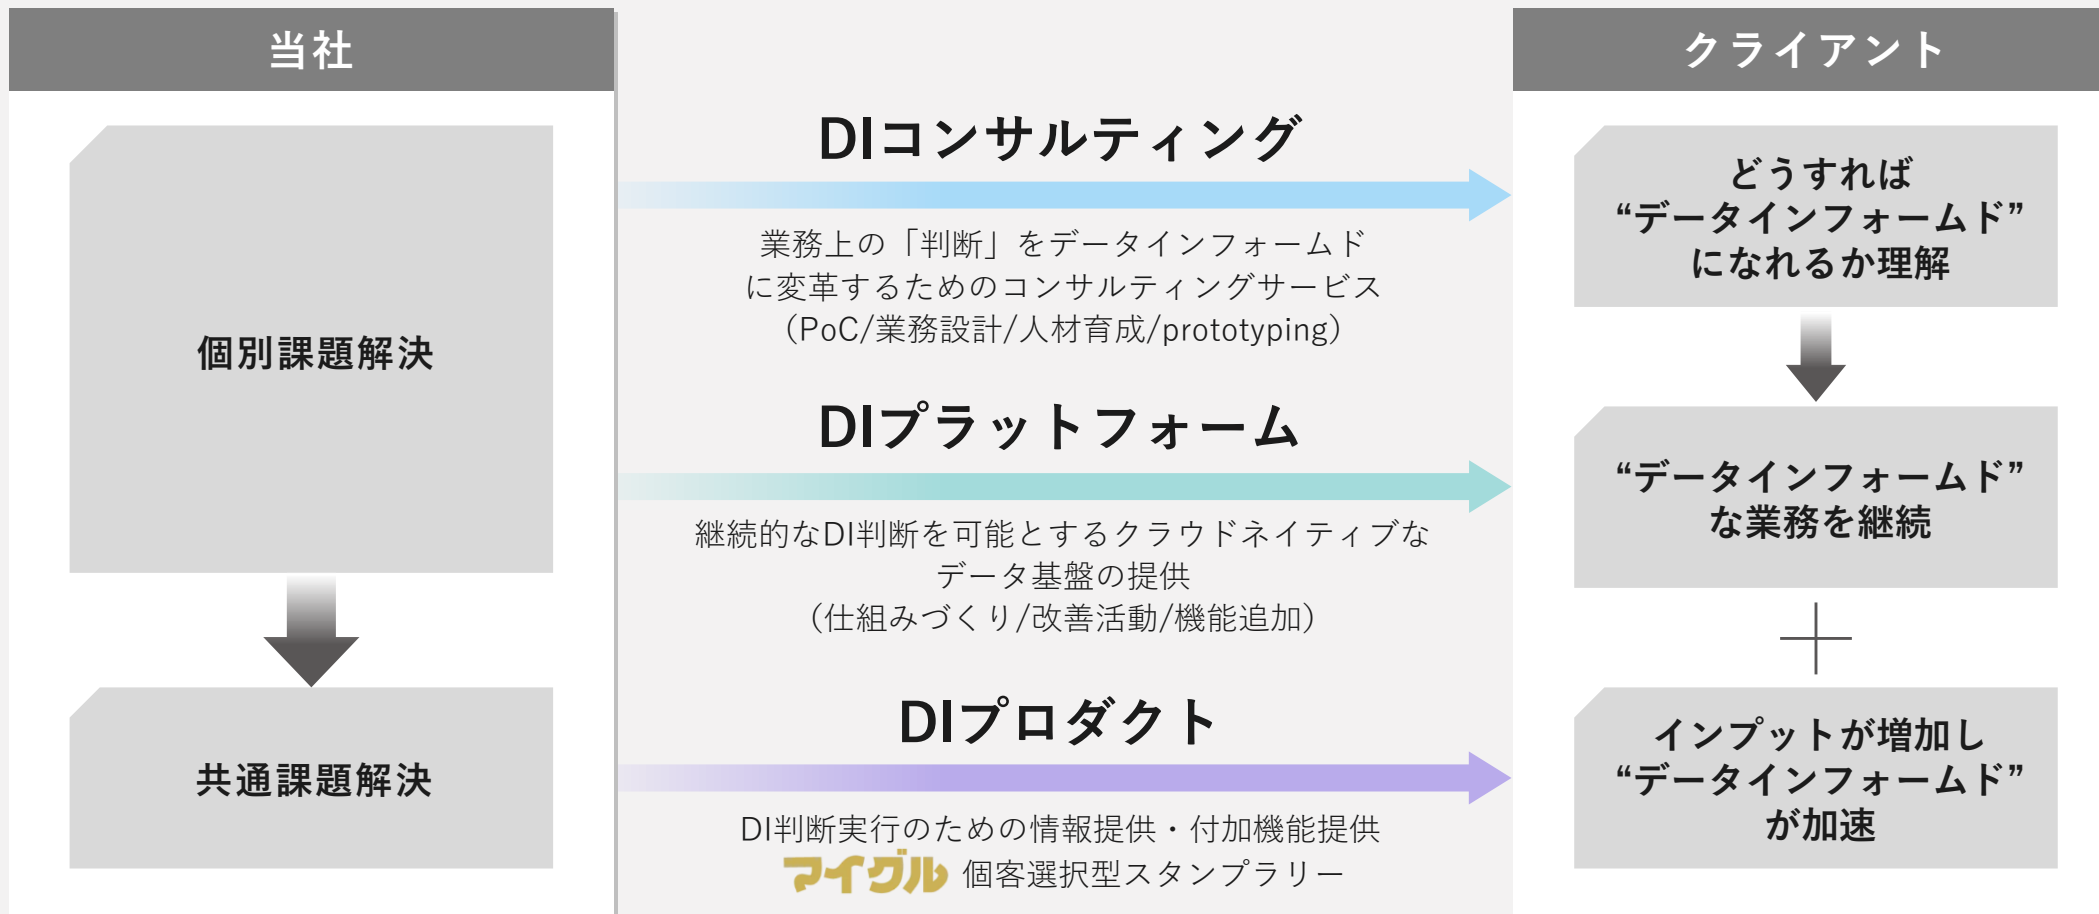 当社
個別課題解決
共通課題解決
DIコンサルティング
業務上の「判断」をデータインフォームド
に変革するためのコンサルティングサービス
（PoC/業務設計/人材育成/prototyping）
DIプラットフォーム
継続的なDI判断を可能とするクラウドネイティブな
データ基盤の提供
（仕組みづくり/改善活動/機能追加）
DIプロダクト
DI判断実行のための情報提供・付加機能提供
マイグル 個客選択型スタンプラリー
クライアント
どうすれば
“データインフォームド”
になれるか理解
“データインフォームド”
な業務を継続
インプットが増加し
“データインフォームド”
が加速